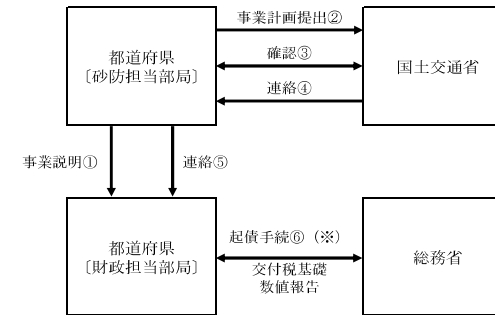 事業計画提出②
都道府県
〔砂防担当部局〕
確認③
国土交通省
連絡④
事業説明①
連絡⑤
都道府県
〔財政担当部局〕
起債手続⑥（※）
交付税基礎
数値報告
総務省